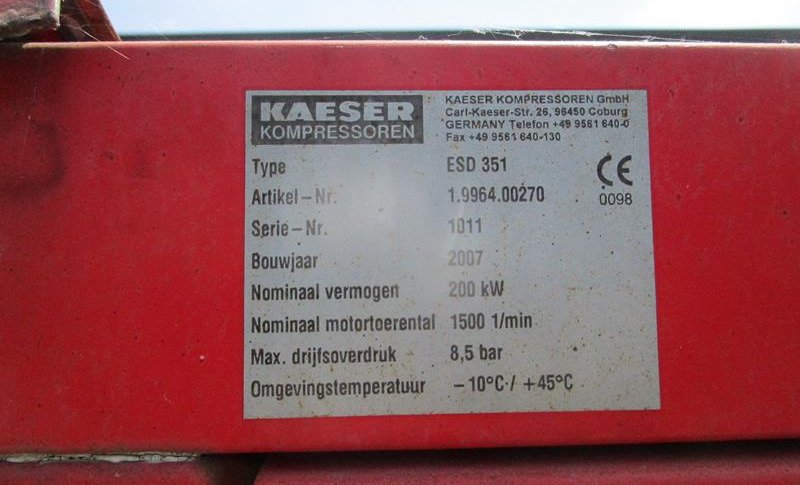 KAESER
KOMPRESSOREN
KAESER KOMPRESSOREN GmbH
Carl-Kaeser-Str. 26, 96450 Coburg
GERMANY Telefon +49 9561 640-0
Fax +49 9561 640-130
Type ESD 351
Artikel-Nr. 1.9964.00270
Serie-Nr. 1011
Bouwjaar 2007
Nominaal vermogen 200 kW
Nominaal motortoerental 1500 1/min
Max. drijfsoverdruk 8,5 bar
Omgevingstemperatuur -10°C / +45°C
CE
0098